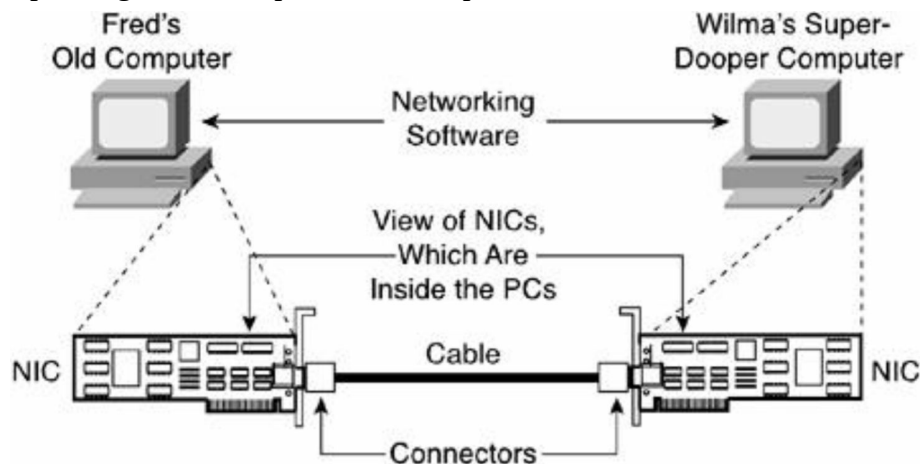 Fred's
Old Computer
Wilma's Super-
Dooper Computer
Networking
Software
View of NICs,
Which Are
Inside the PCs
NIC
Cable
NIC
Connectors